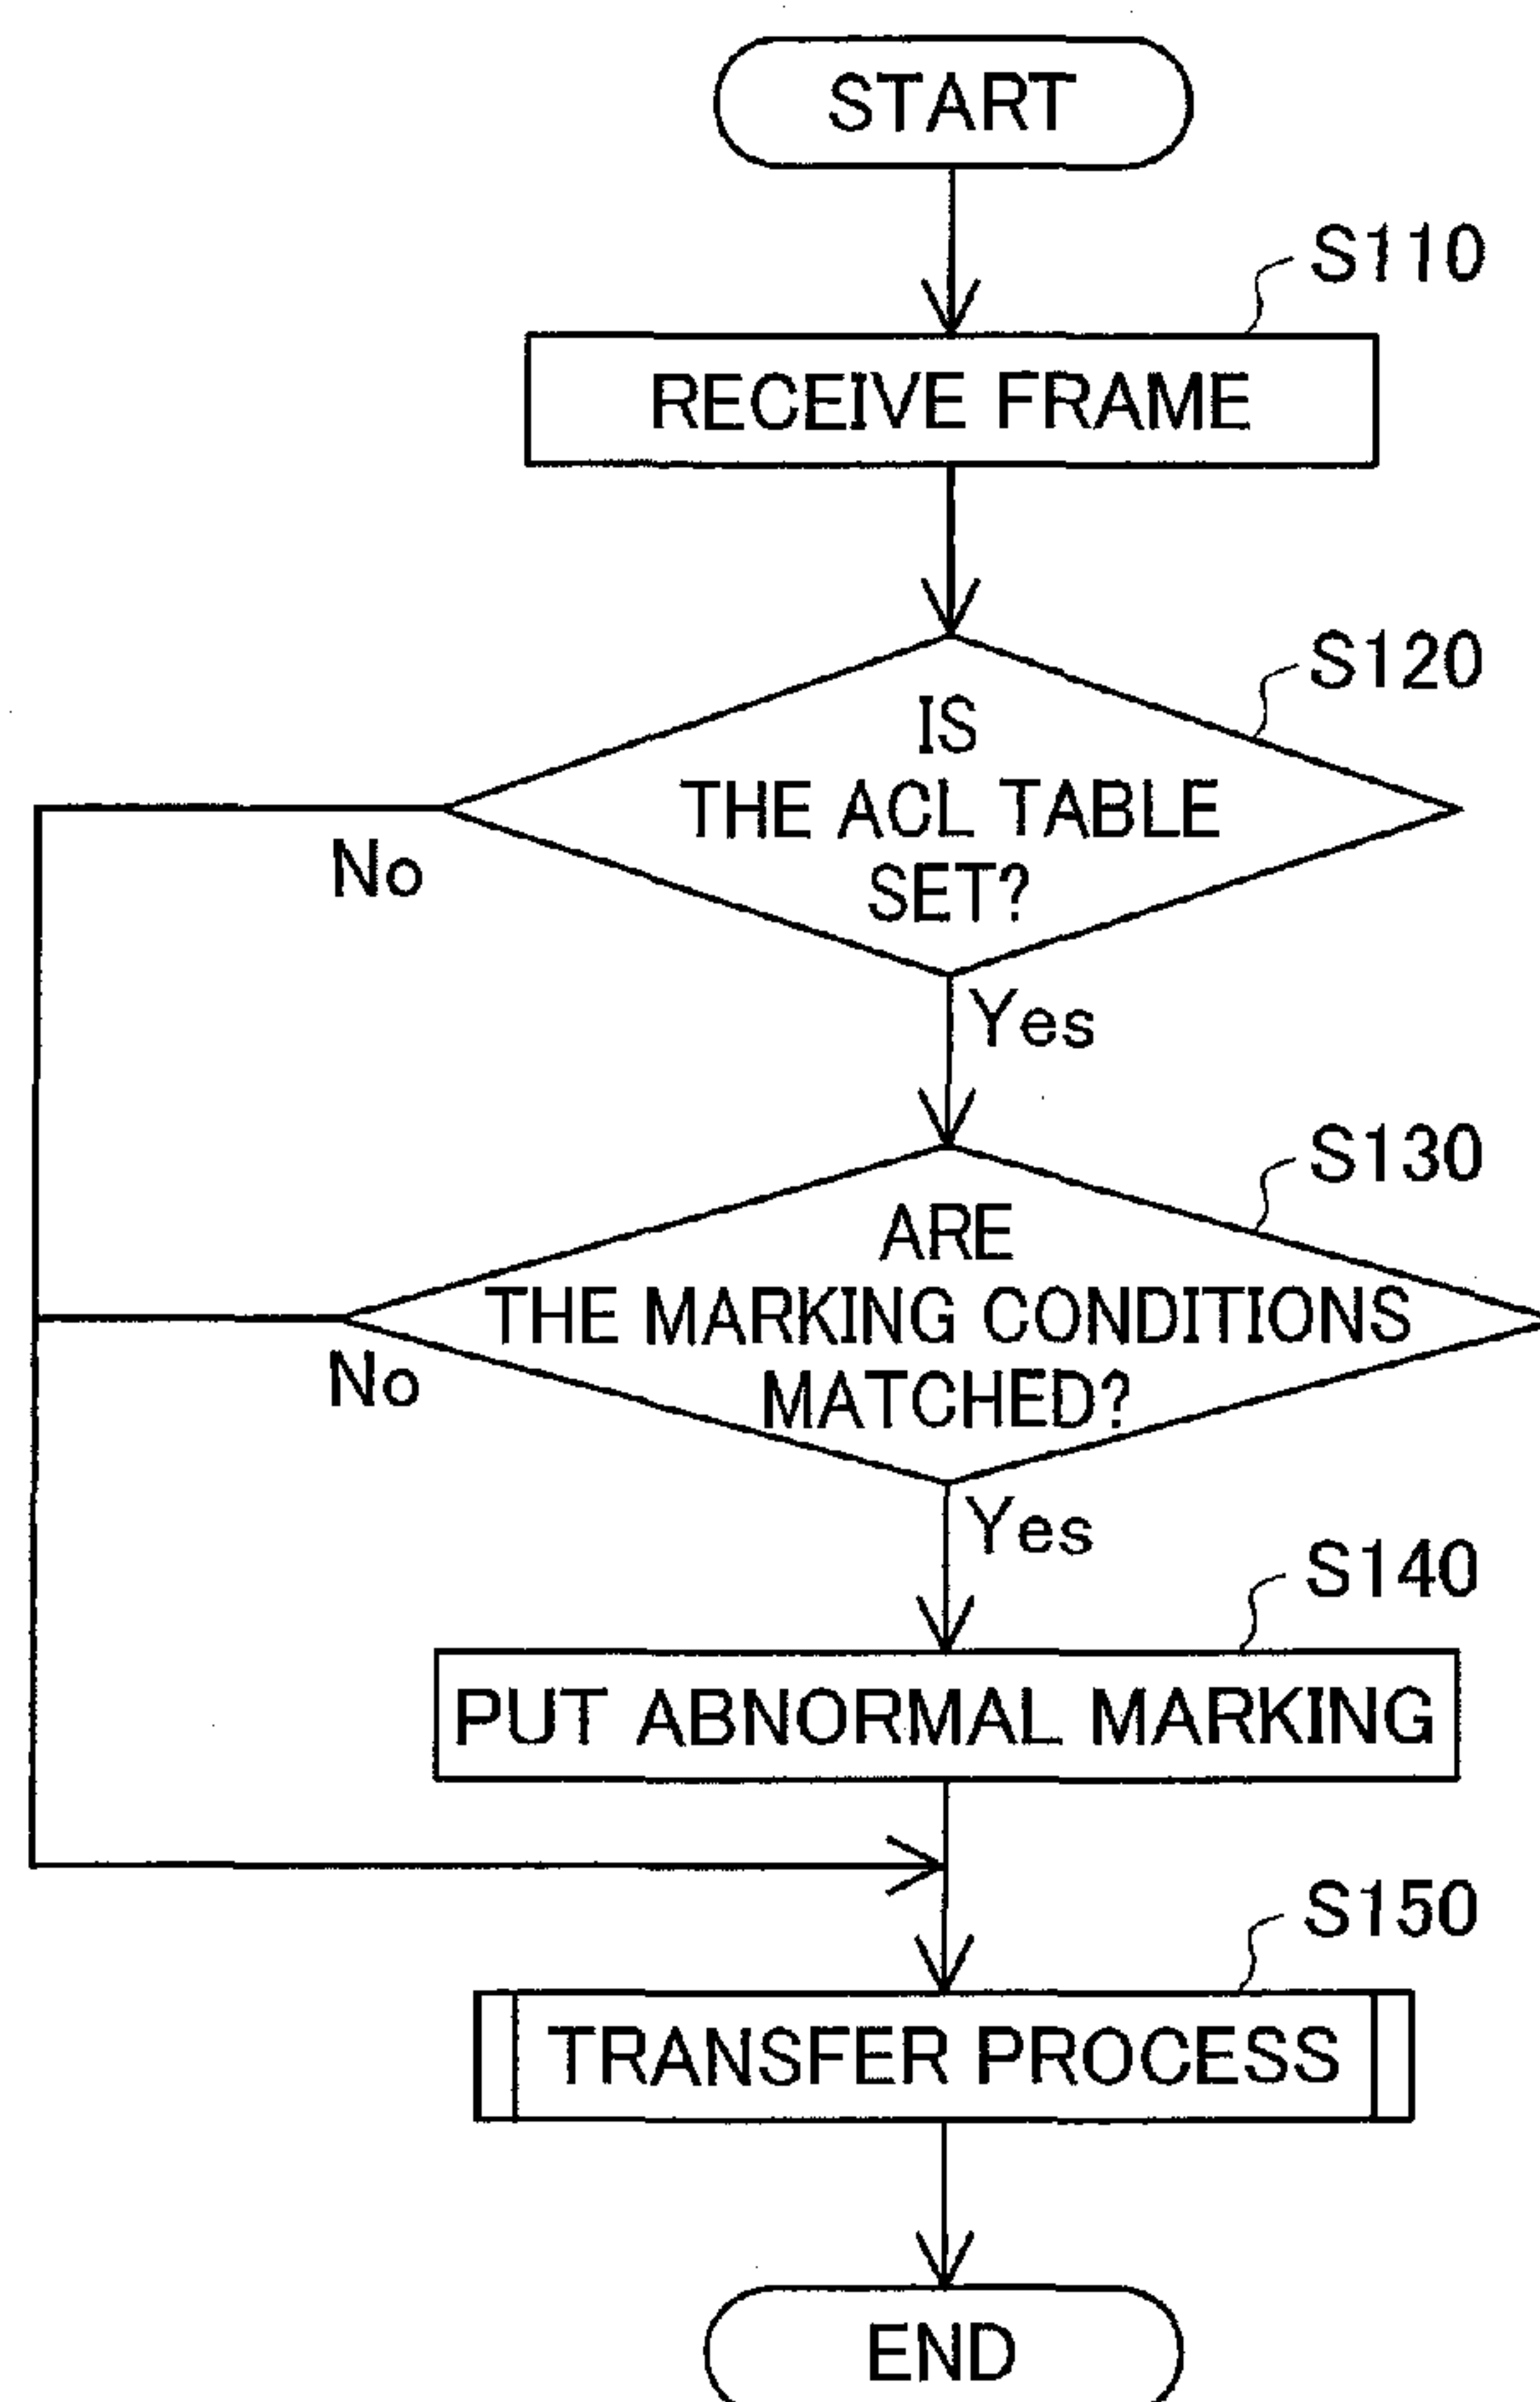 START
S110
RECEIVE FRAME
S120
IS
THE ACL TABLE
SET?
No
Yes
S130
ARE
THE MARKING CONDITIONS
MATCHED?
No
Yes
S140
PUT ABNORMAL MARKING
S150
TRANSFER PROCESS
END